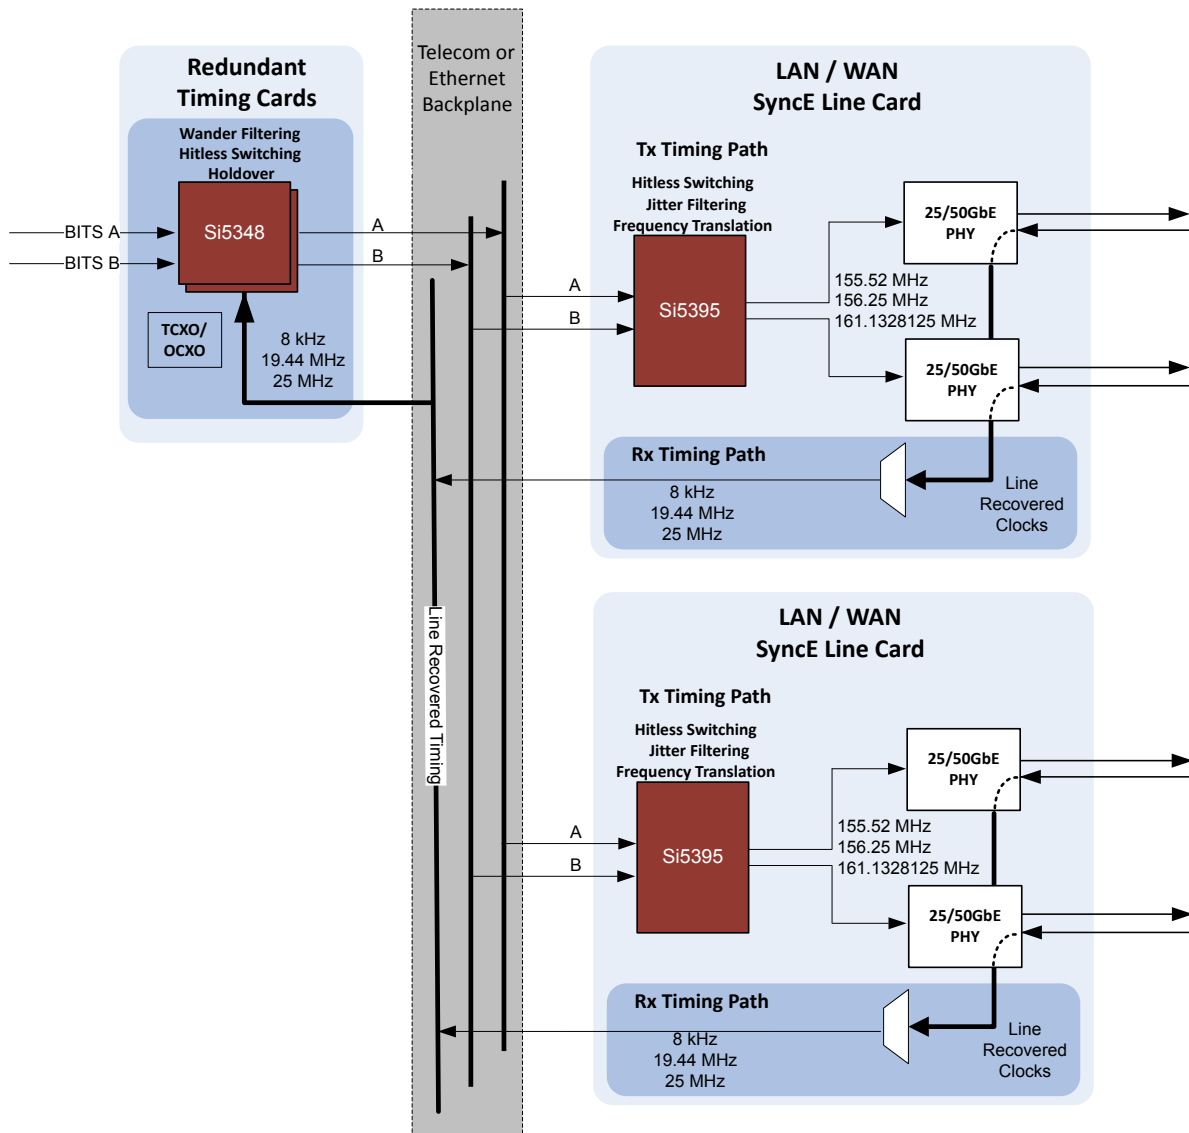 Redundant
Timing Cards
Wander Filtering
Hitless Switching
Holdover
BITS A
BITS B
Si5348
A
B
TCXO/
OCXO
8 kHz
19.44 MHz
25 MHz
Telecom or
Ethernet
Backplane
Line Recovered Timing
LAN / WAN
SyncE Line Card
Tx Timing Path
Hitless Switching
Jitter Filtering
Frequency Translation
A
B
Si5395
155.52 MHz
156.25 MHz
161.1328125 MHz
25/50GbE
PHY
25/50GbE
PHY
Rx Timing Path
8 kHz
19.44 MHz
25 MHz
Line
Recovered
Clocks
LAN / WAN
SyncE Line Card
Tx Timing Path
Hitless Switching
Jitter Filtering
Frequency Translation
A
B
Si5395
155.52 MHz
156.25 MHz
161.1328125 MHz
25/50GbE
PHY
25/50GbE
PHY
Rx Timing Path
8 kHz
19.44 MHz
25 MHz
Line
Recovered
Clocks